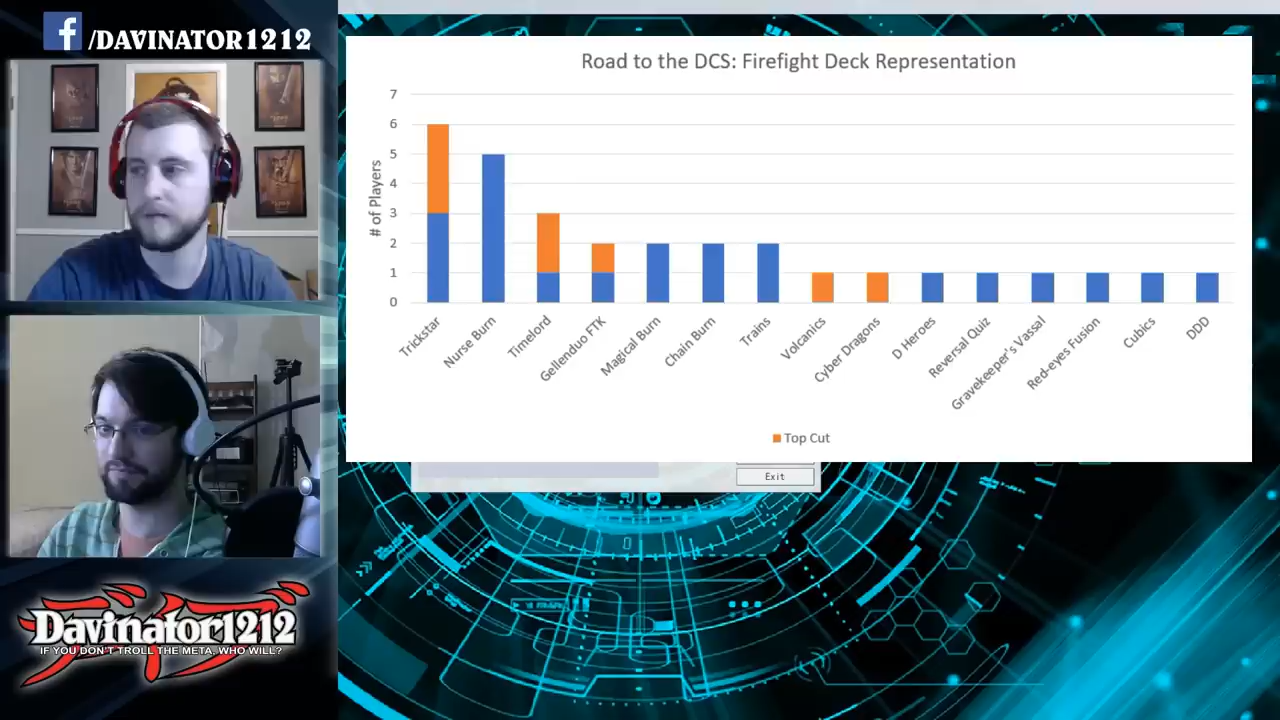 /DAVINATOR1212
Road to the DCS: Firefight Deck Representation
# of Players
7
6
5
4
3
2
1
0
Trickstar
Nurse Burn
Timelord
Gellenduo FTK
Magical Burn
Chain Burn
Trains
Volcanics
Cyber Dragons
D Heroes
Reversal Quiz
Gravekeeper's Vassal
Red-eyes Fusion
Cubics
DDD
Top Cut
Exit
Davinator1212
IF YOU DON'T TROLL THE META, WHO WILL?